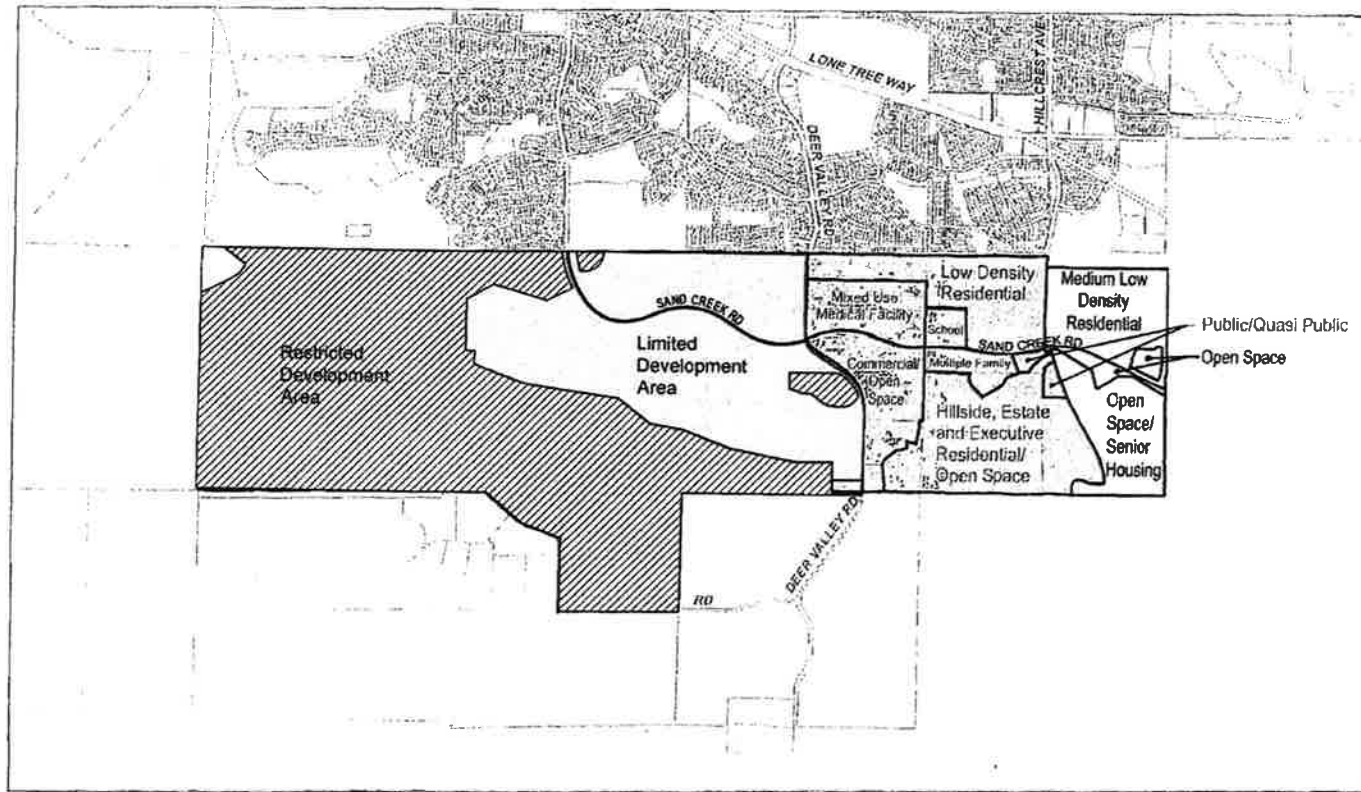 LONE TREE WAY
HILLCREST AVE
DEER VALLEY RD
Low Density
Residential
Medium Low
Density
Residential
Mixed Use
Medical Facility
School
SAND CREEK RD
SAND CREEK RD
Public/Quasi Public
Open Space
Restricted
Development
Area
Limited
Development
Area
Commercial/
Open
Space
Multiple Family
Hillside, Estate
and Executive
Residential/
Open Space
Open
Space/
Senior
Housing
DEER VALLEY RD
RD